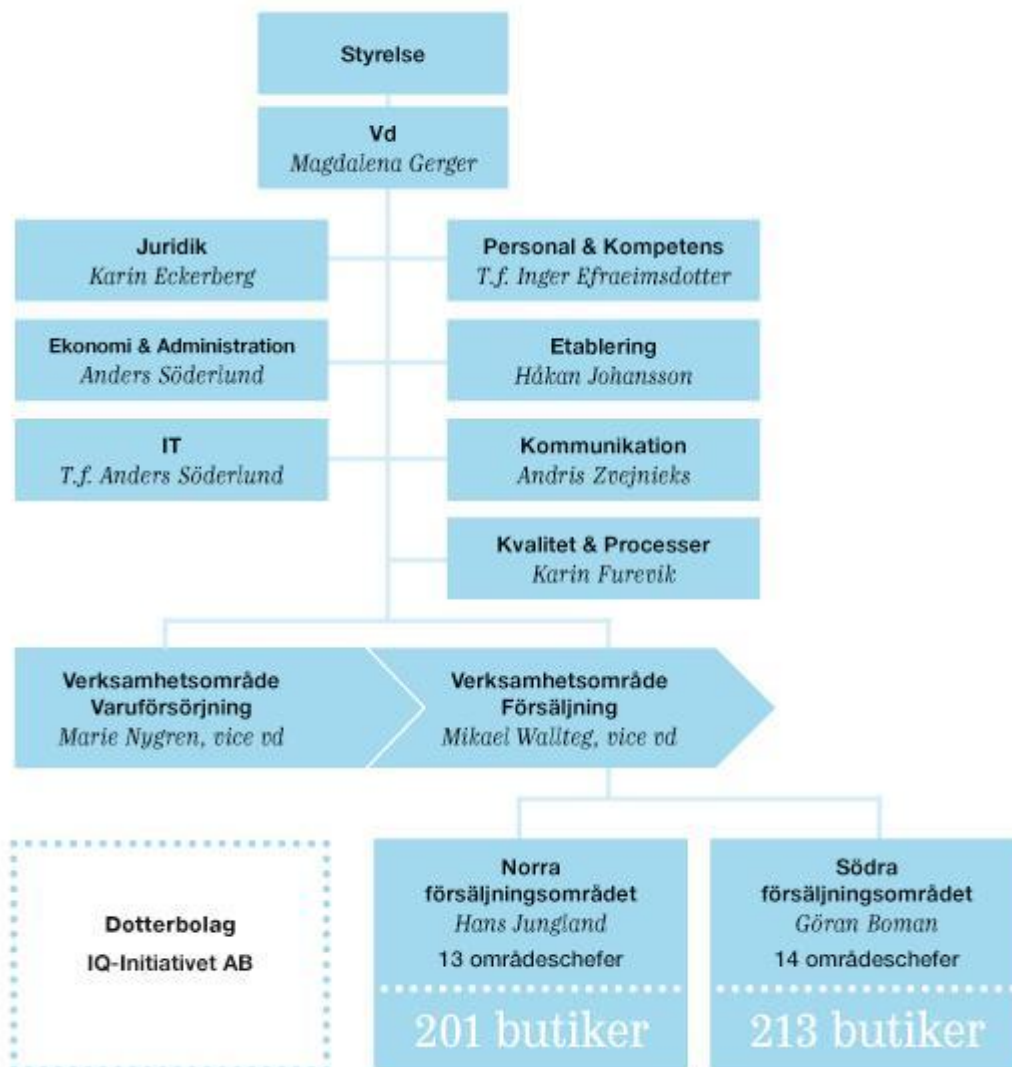 Styrelse
Vd
Magdalena Gerger
Juridik
Karin Eckerberg
Personal & Kompetens
T.f. Inger Efraeimsdotter
Ekonomi & Administration
Anders Söderlund
Etablering
Håkan Johansson
IT
T.f. Anders Söderlund
Kommunikation
Andris Zvejnieks
Kvalitet & Processer
Karin Furevik
Verksamhetsområde
Varuförsörjning
Marie Nygren, vice vd
Verksamhetsområde
Försäljning
Mikael Wallteg, vice vd
Dotterbolag
IQ-Initiativet AB
Norra
försäljningsområdet
Hans Jungland
13 områdeschefer
201 butiker
Södra
försäljningsområdet
Göran Boman
14 områdeschefer
213 butiker